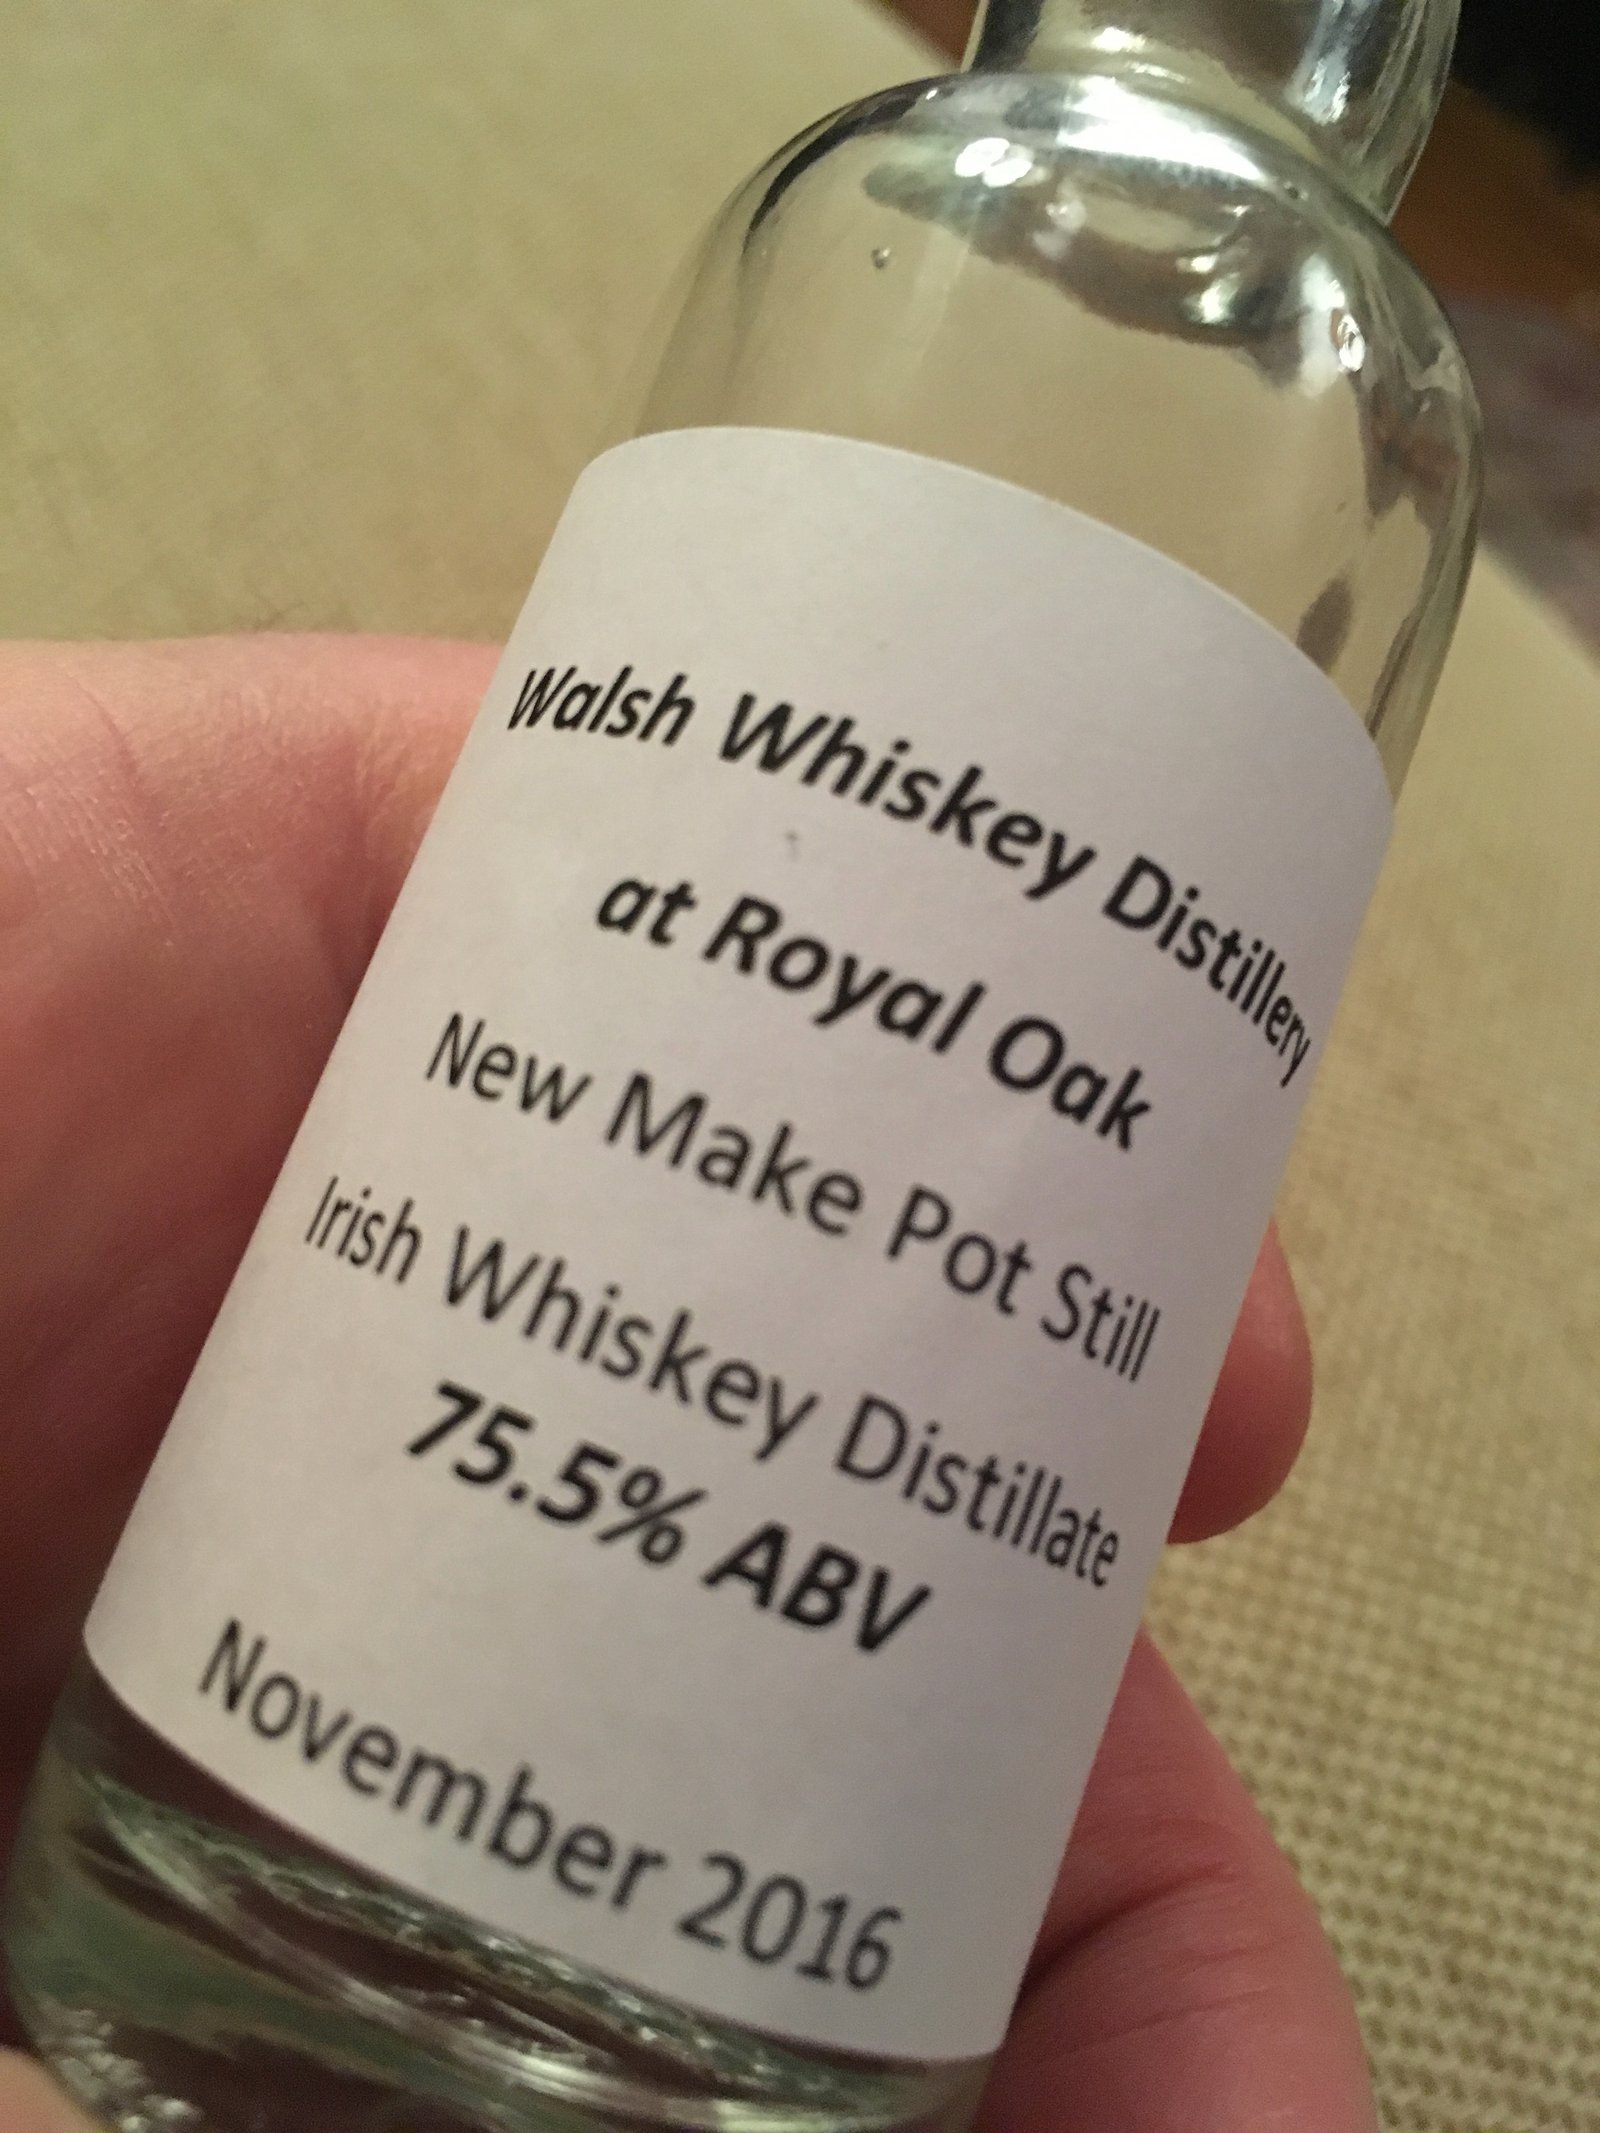 Walsh Whiskey Distillery
at Royal Oak
New Make Pot Still
Irish Whiskey Distillate
75.5% ABV
November 2016